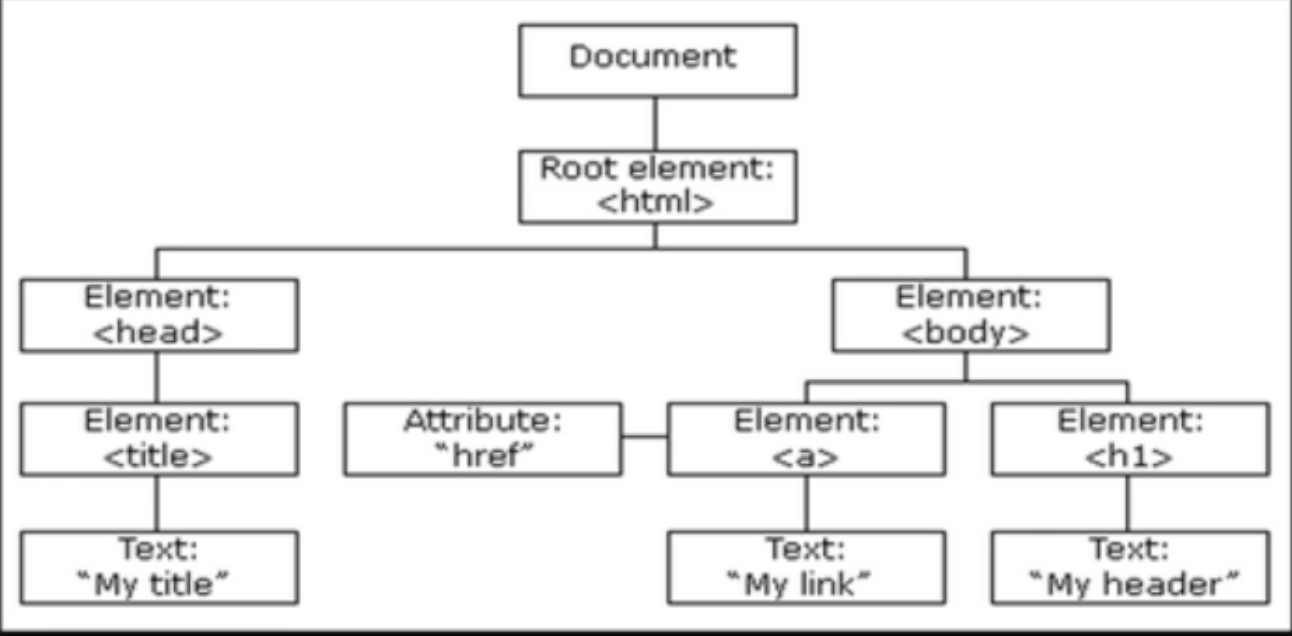 Document
Root element:
<html>
Element:
<head>
Element:
<body>
Element:
<title>
Attribute:
“href”
Element:
<a>
Element:
<h1>
Text:
“My title”
Text:
“My link”
Text:
“My header”